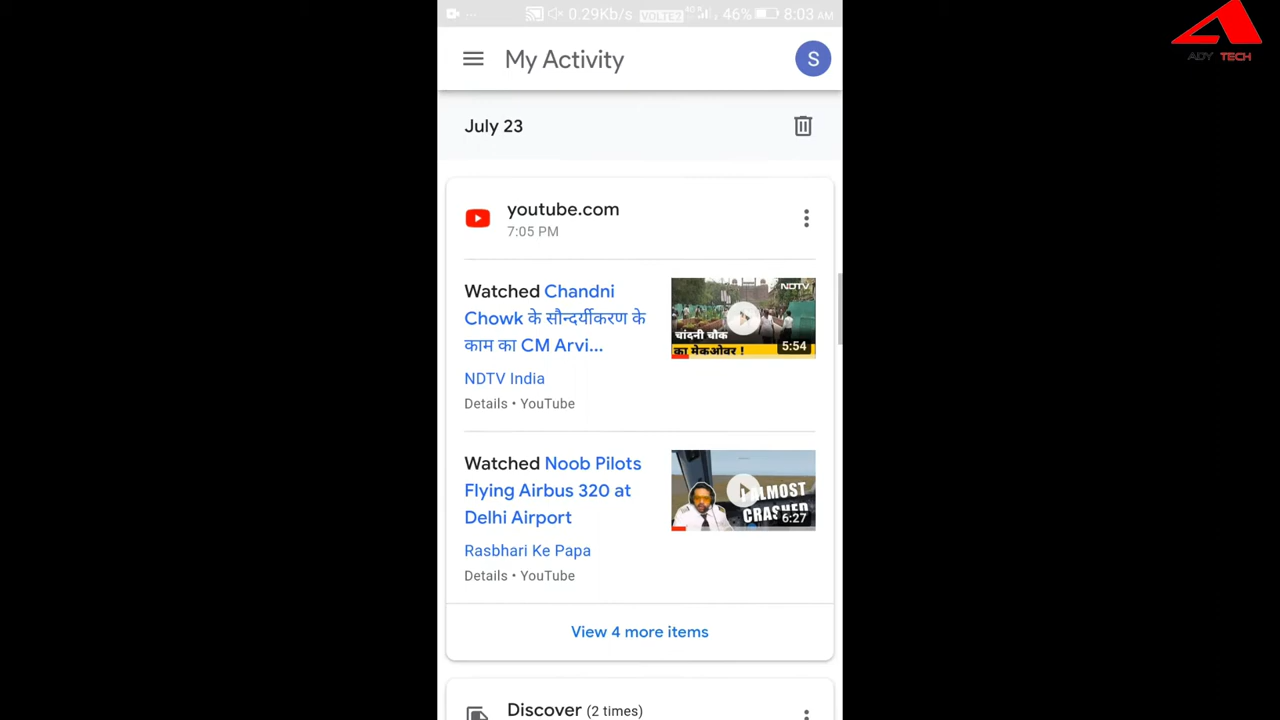 0.29Kb/s VOLTE2 4G 46% 8:03 AM
ADY TECH
My Activity
S
July 23
youtube.com
7:05 PM
Watched Chandni
Chowk के सौन्दर्यीकरण के
काम का CM Arvi...
NDTV India
Details • YouTube
NDTV
चांदनी चौक
का मेकओवर !
5:54
Watched Noob Pilots
Flying Airbus 320 at
Delhi Airport
Rasbhari Ke Papa
Details • YouTube
I ALMOST
CRASHED
6:27
View 4 more items
Discover (2 times)